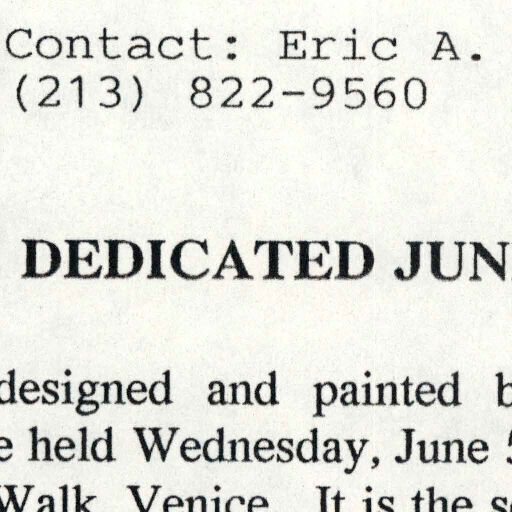 Contact: Eric A.
(213) 822-9560
DEDICATED JUN
designed and painted b
e held Wednesday, June 5
Walk, Venice. It is the se